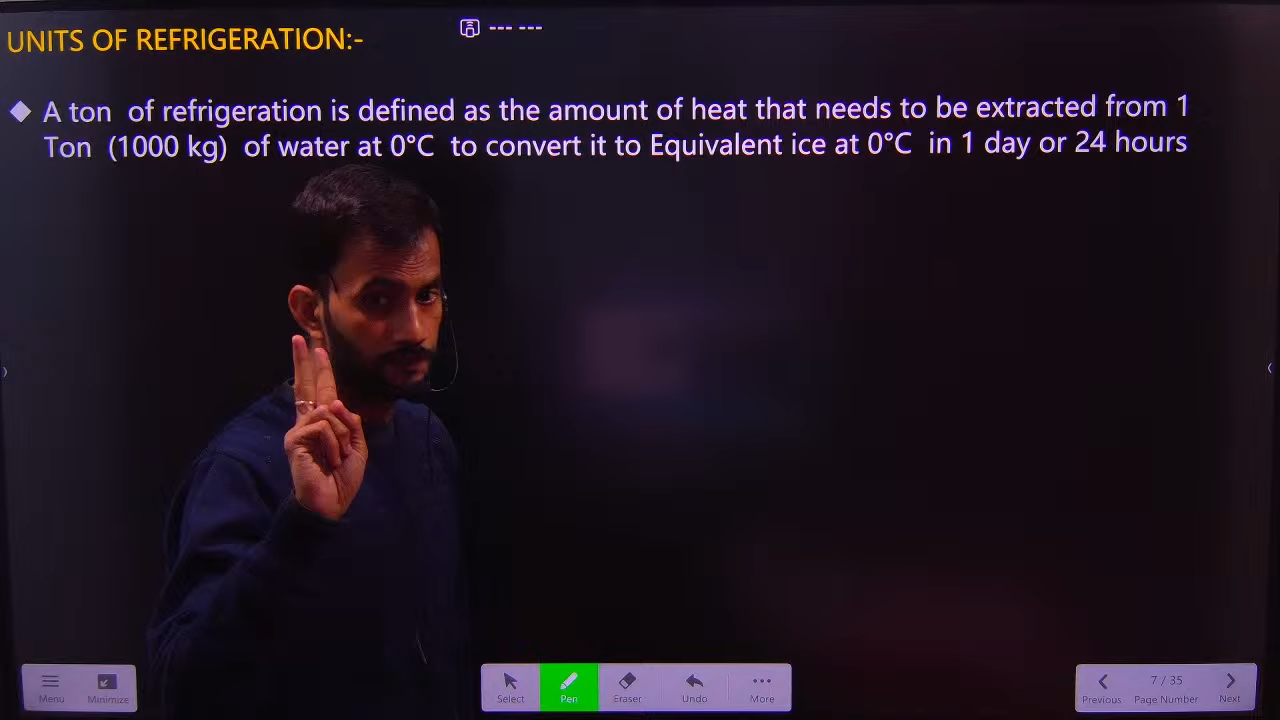 UNITS OF REFRIGERATION:-
--- ---
◆ A ton of refrigeration is defined as the amount of heat that needs to be extracted from 1
Ton (1000 kg) of water at 0°C to convert it to Equivalent ice at 0°C in 1 day or 24 hours
Menu
Minimize
Select
Pen
Eraser
Undo
More
Previous
7 / 35
Page Number
Next